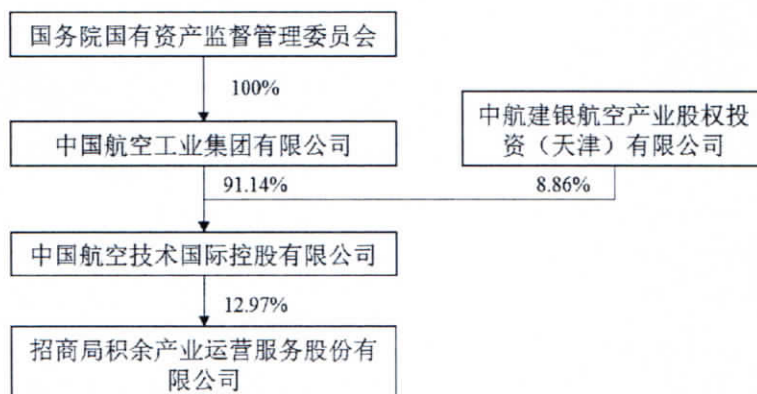 国务院国有资产监督管理委员会
100%
中国航空工业集团有限公司
中航建银航空产业股权投
资（天津）有限公司
91.14%
8.86%
中国航空技术国际控股有限公司
12.97%
招商局积余产业运营服务股份有
限公司